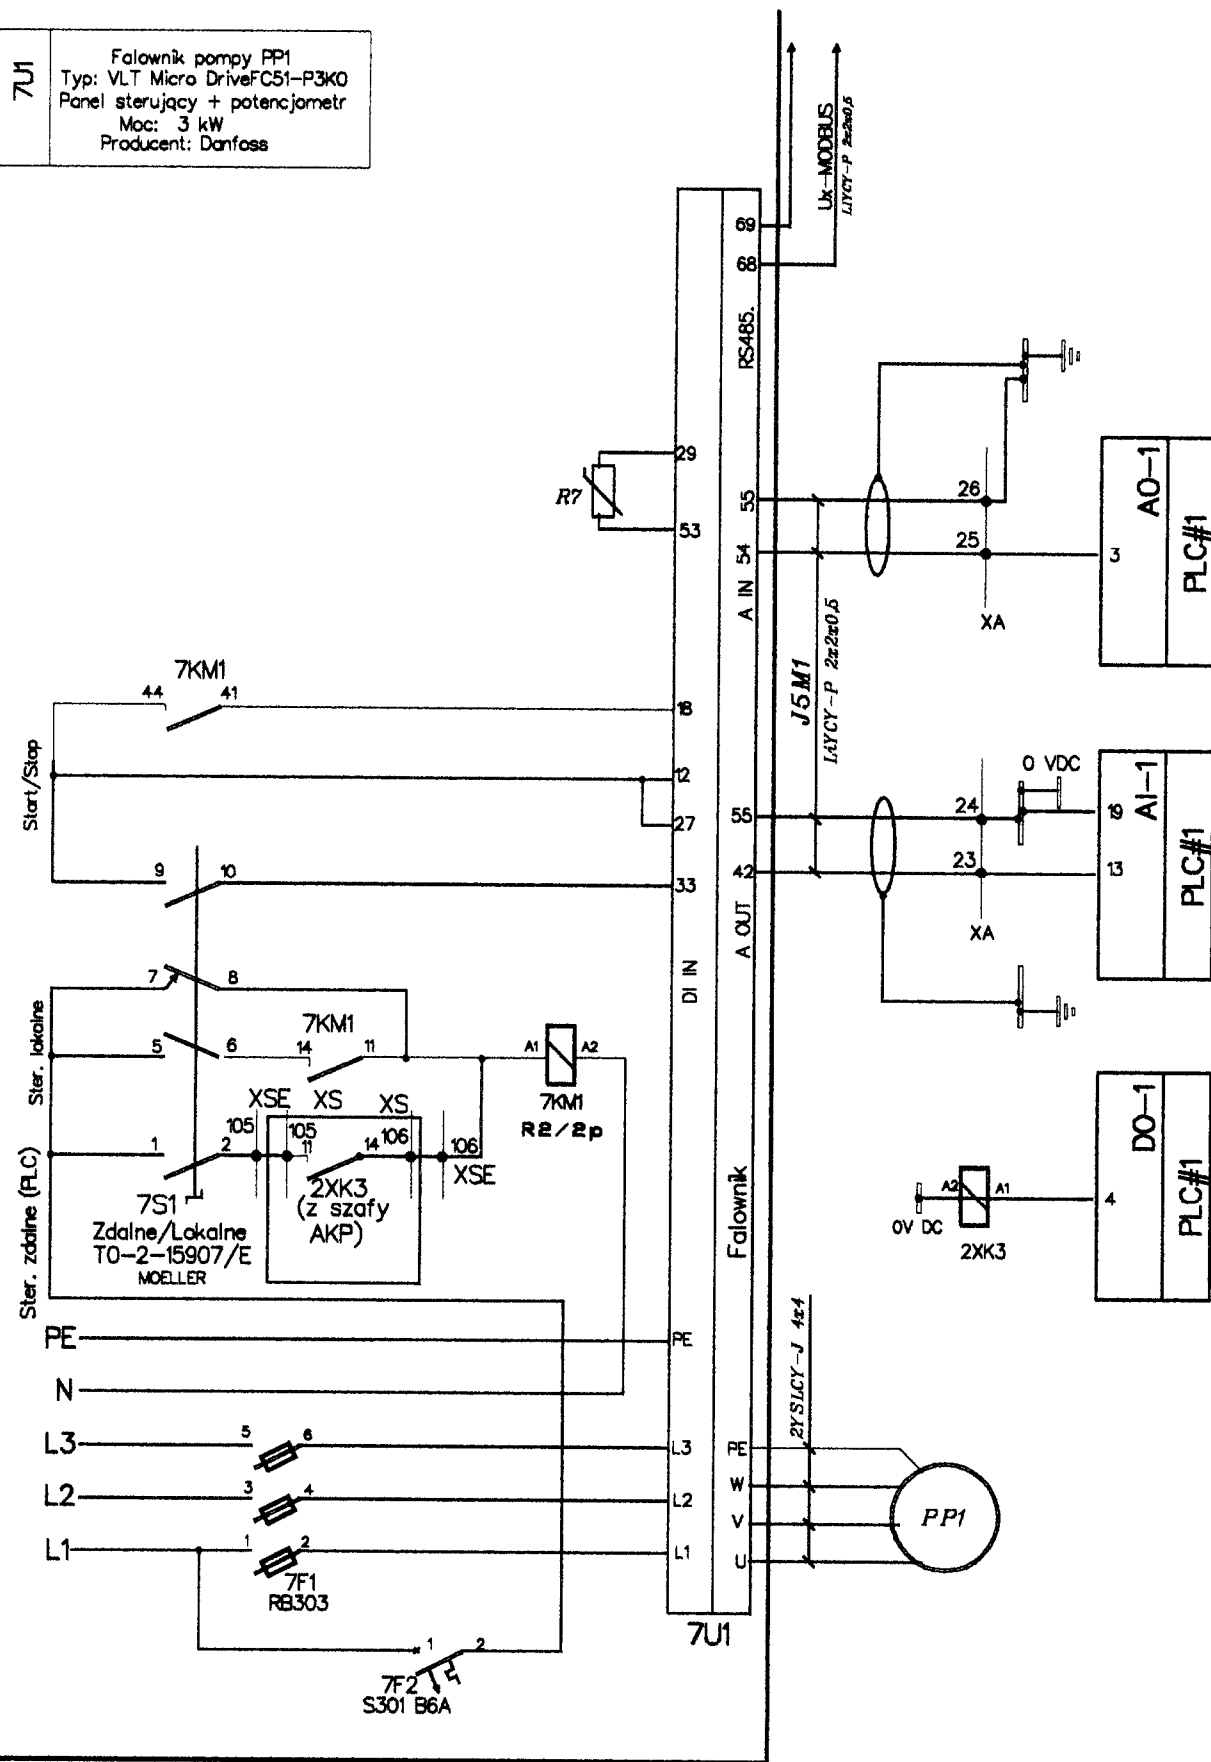 7U1
Falownik pompy PP1
Typ: VLT Micro DriveFC51-P3K0
Panel sterujący + potencjometr
Moc: 3 kW
Producent: Danfoss
Ux-MODBUS
LIYCY-P 2x2x0,5
69
68
RS485.
29
R7
53
55
26
54
25
A IN
XA
3
AO-1
PLC#1
J5M1
LiYCY-P 2x2x0,5
7KM1
44
41
18
Start/Stop
12
27
0 VDC
55
24
19
AI-1
9
10
33
42
23
13
PLC#1
A OUT
XA
DI IN
7
8
Ster. lokalne
7KM1
5
6
14
11
A1
A2
7KM1
R2/2p
XSE
XS
XS
105
105
106
106
1
2
11
14
XSE
Ster. zdalne (PLC)
7S1
Zdalne/Lokalne
T0-2-15907/E
MOELLER
2XK3
(z szafy
AKP)
Falownik
DO-1
A2
A1
4
0V DC
2XK3
PLC#1
PE
PE
N
2YSLCY-J 4x4
L3
5
6
L3
PE
L2
3
4
L2
W
PP1
V
L1
1
2
L1
U
7F1
RB303
7U1
1
2
7F2
S301 B6A